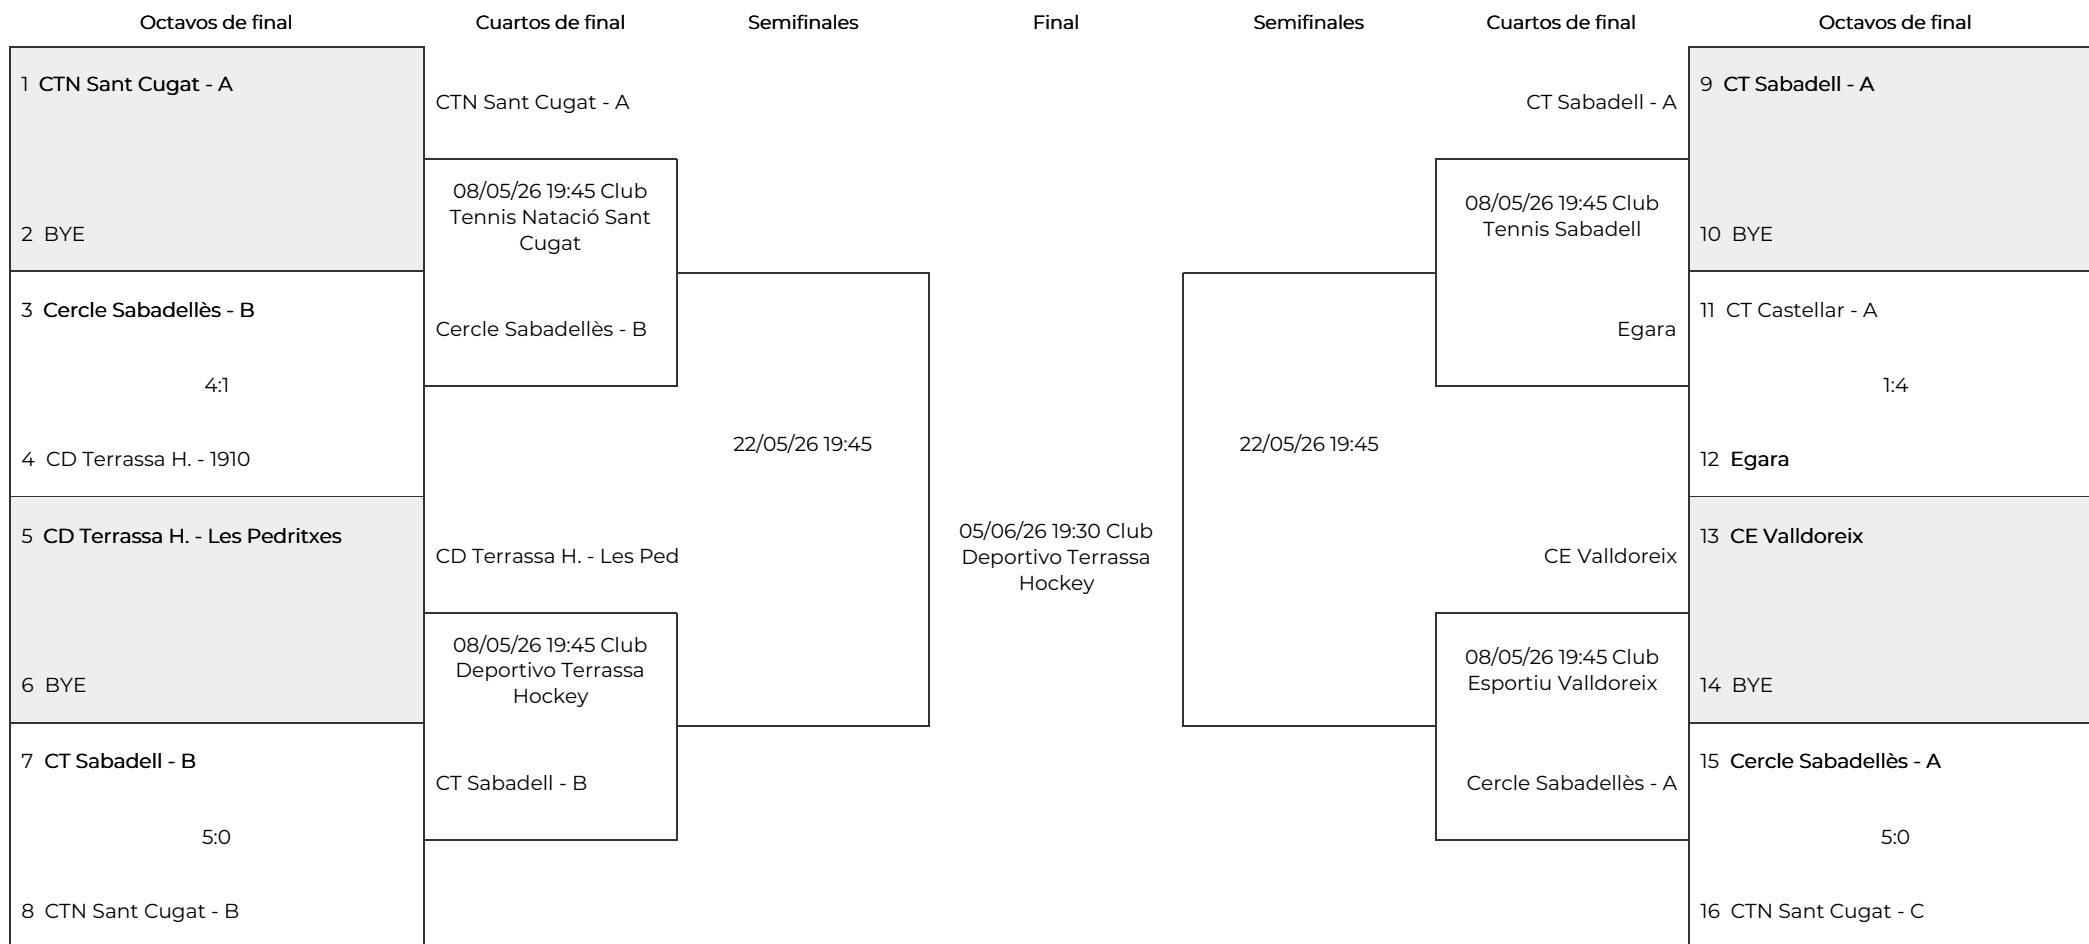 Octavos de final
Cuartos de final
Semifinales
Final
Semifinales
Cuartos de final
Octavos de final
1 CTN Sant Cugat - A
2 BYE
3 Cercle Sabadellès - B
4:1
4 CD Terrassa H. - 1910
5 CD Terrassa H. - Les Pedritxes
6 BYE
7 CT Sabadell - B
5:0
8 CTN Sant Cugat - B
CTN Sant Cugat - A
08/05/26 19:45 Club
Tennis Natació Sant
Cugat
Cercle Sabadellès - B
CD Terrassa H. - Les Ped
08/05/26 19:45 Club
Deportivo Terrassa
Hockey
CT Sabadell - B
22/05/26 19:45
05/06/26 19:30 Club
Deportivo Terrassa
Hockey
22/05/26 19:45
CT Sabadell - A
08/05/26 19:45 Club
Tennis Sabadell
Egara
CE Valldoreix
08/05/26 19:45 Club
Esportiu Valldoreix
Cercle Sabadellès - A
9 CT Sabadell - A
10 BYE
11 CT Castellar - A
1:4
12 Egara
13 CE Valldoreix
14 BYE
15 Cercle Sabadellès - A
5:0
16 CTN Sant Cugat - C